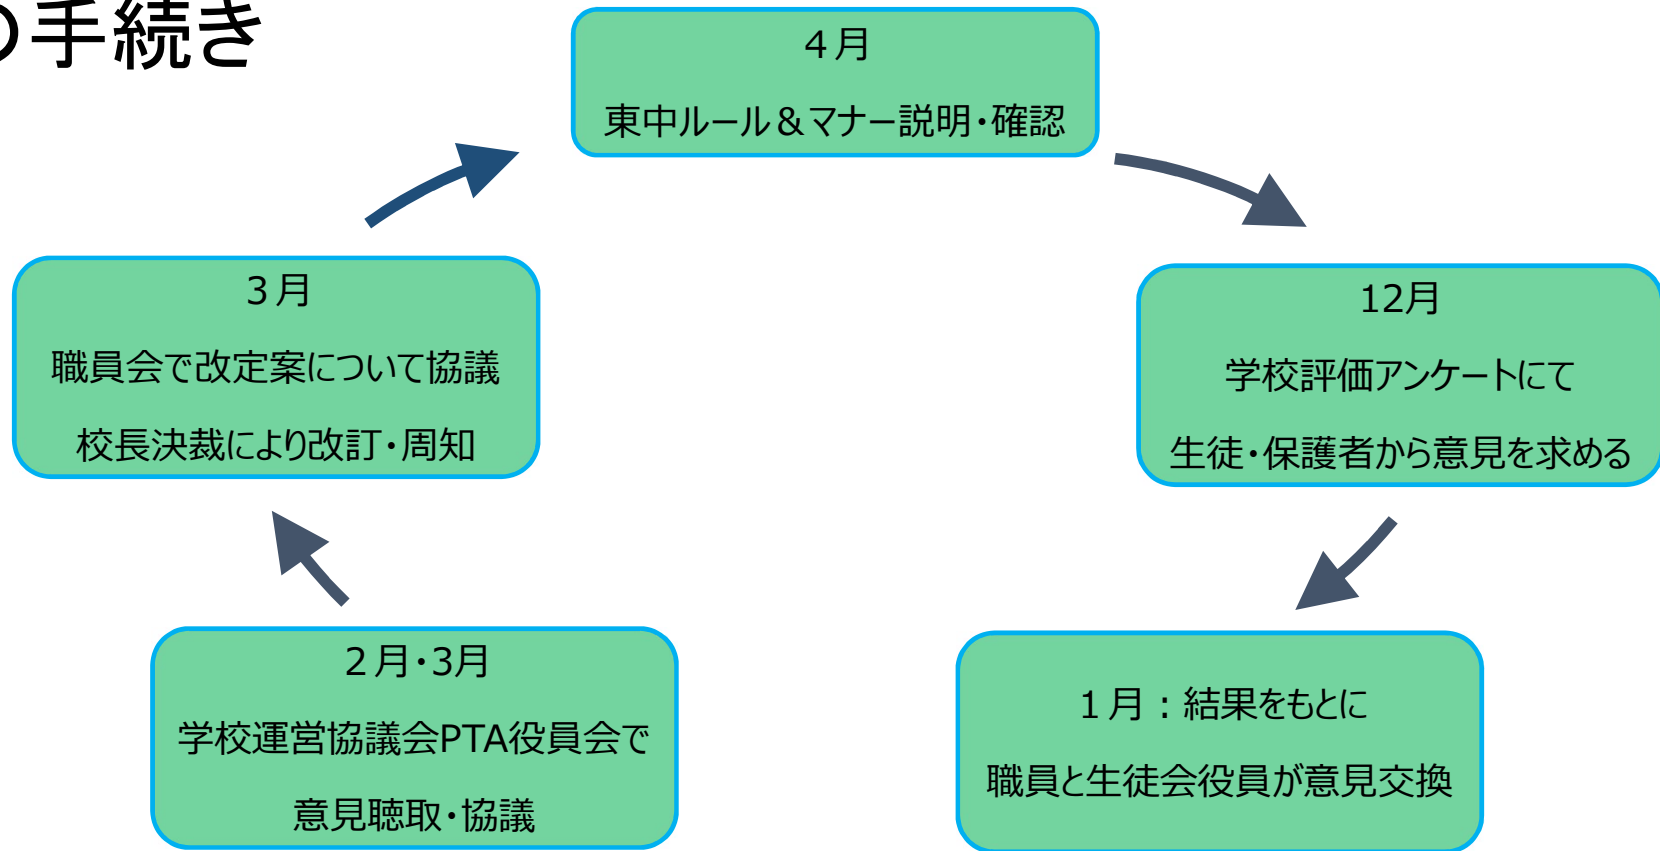 の手続き
４月
東中ルール＆マナー説明・確認
12月
学校評価アンケートにて
生徒・保護者から意見を求める
１月：結果をもとに
職員と生徒会役員が意見交換
２月・3月
学校運営協議会PTA役員会で
意見聴取・協議
３月
職員会で改定案について協議
校長決裁により改訂・周知